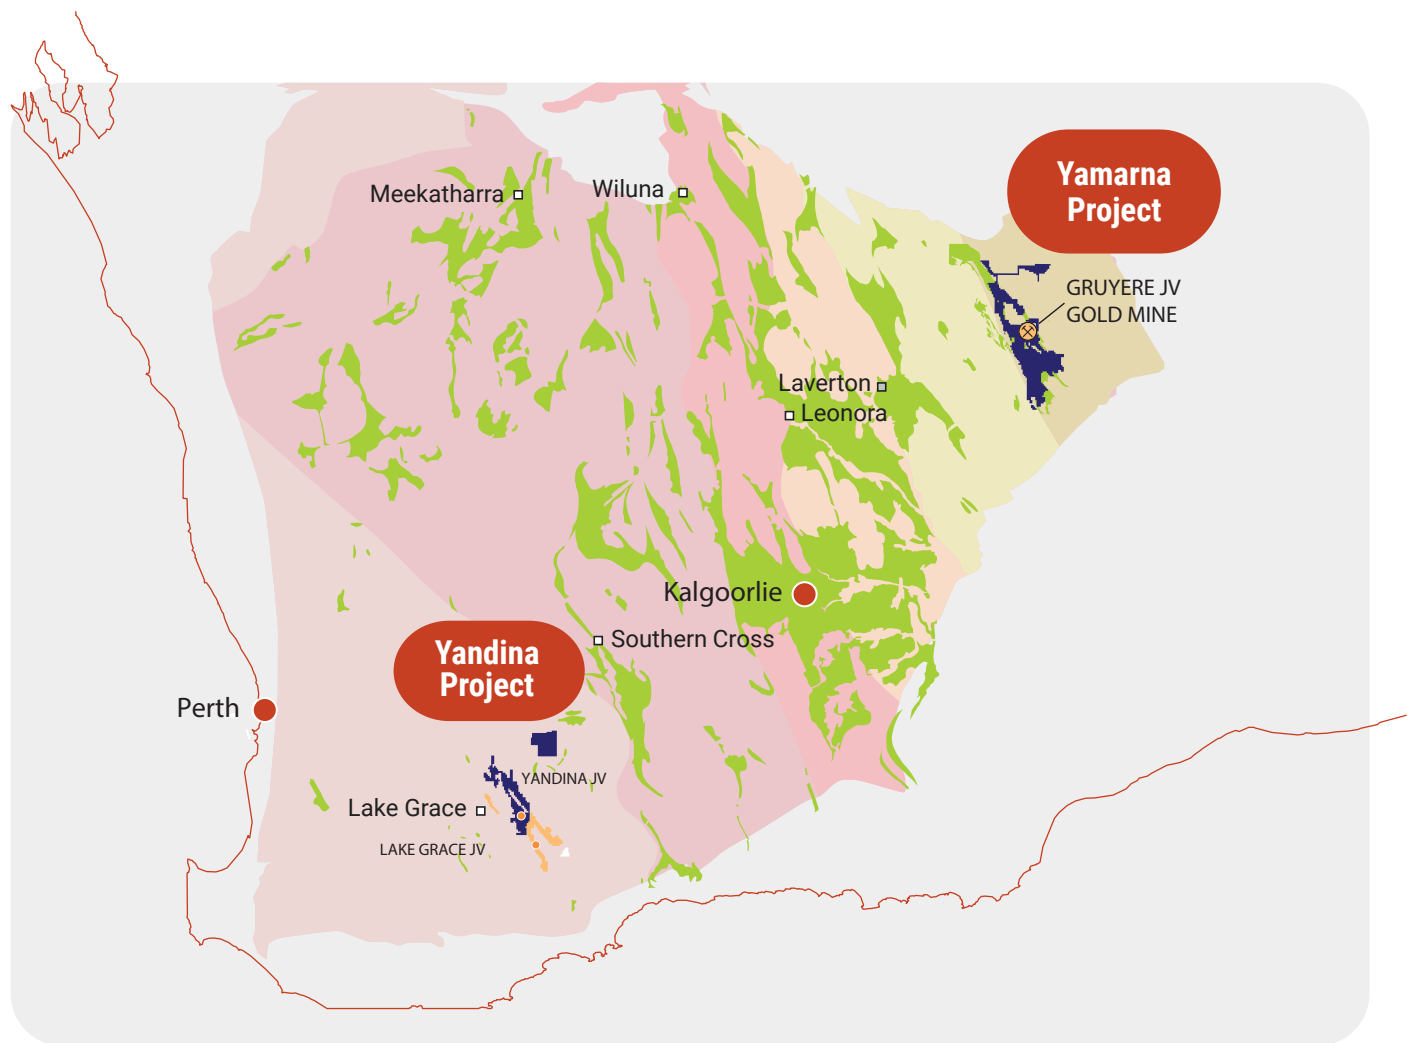 Yamarna
Project
Meekatharra
Wiluna
GRUYERE JV
GOLD MINE
Laverton
Leonora
Kalgoorlie
Southern Cross
Yandina
Project
Perth
YANDINA JV
Lake Grace
LAKE GRACE JV